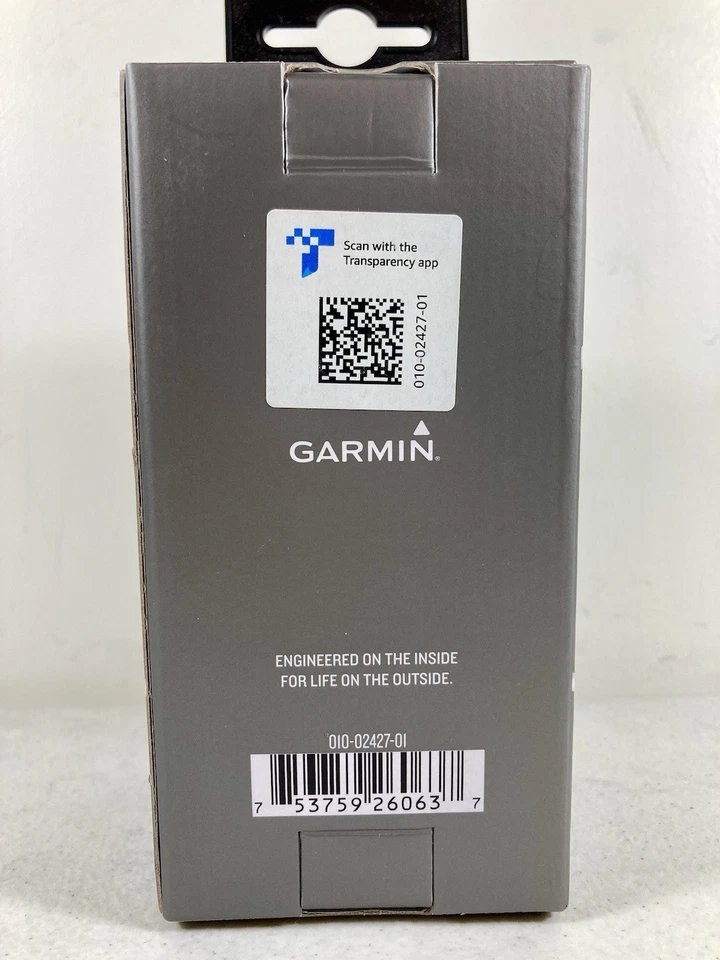 Scan with the
Transparency app
010-02427-01
GARMIN®
ENGINEERED ON THE INSIDE
FOR LIFE ON THE OUTSIDE.
010-02427-01
7 53759 26063 7